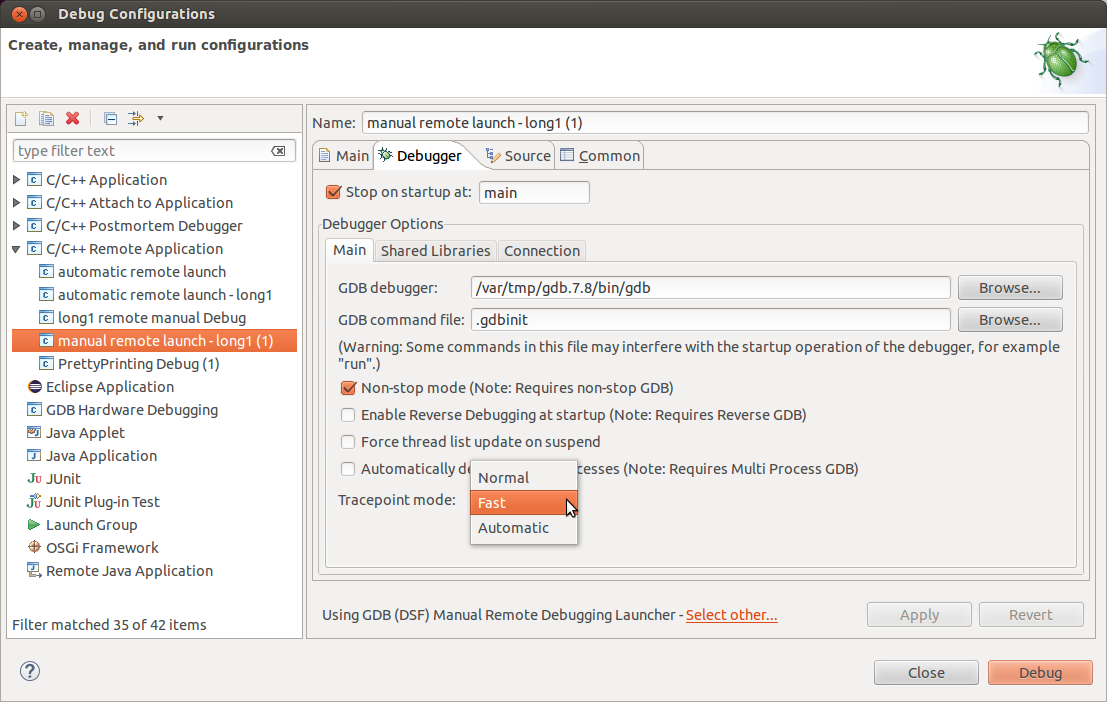 Debug Configurations
Create, manage, and run configurations
type filter text
C/C++ Application
C/C++ Attach to Application
C/C++ Postmortem Debugger
C/C++ Remote Application
automatic remote launch
automatic remote launch - long1
long1 remote manual Debug
manual remote launch - long1 (1)
PrettyPrinting Debug (1)
Eclipse Application
GDB Hardware Debugging
Java Applet
Java Application
JUnit
JUnit Plug-in Test
Launch Group
OSGi Framework
Remote Java Application
Filter matched 35 of 42 items
Name: manual remote launch - long1 (1)
Main Debugger Source Common
Stop on startup at: main
Debugger Options
Main Shared Libraries Connection
GDB debugger: /var/tmp/gdb.7.8/bin/gdb Browse...
GDB command file: .gdbinit Browse...
(Warning: Some commands in this file may interfere with the startup operation of the debugger, for example
"run".)
Non-stop mode (Note: Requires non-stop GDB)
Enable Reverse Debugging at startup (Note: Requires Reverse GDB)
Force thread list update on suspend
Automatically de cesses (Note: Requires Multi Process GDB)
Tracepoint mode:
Normal
Fast
Automatic
Using GDB (DSF) Manual Remote Debugging Launcher - Select other...
Apply Revert
Close Debug